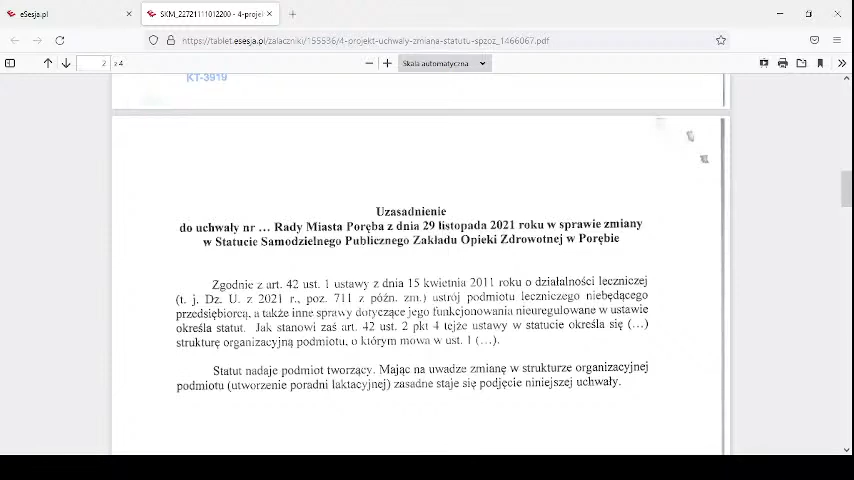 eSesja.pl
SKM_22721111012200 - 4-projek
https://tablet.esesja.pl/zalaczniki/155536/4-projekt-uchwaly-zmiana-statutu-spzoz_1466067.pdf
2 z 4
Skala automatyczna
KT-3919
Uzasadnienie
do uchwały nr ... Rady Miasta Poręba z dnia 29 listopada 2021 roku w sprawie zmiany
w Statucie Samodzielnego Publicznego Zakładu Opieki Zdrowotnej w Porębie
Zgodnie z art. 42 ust. 1 ustawy z dnia 15 kwietnia 2011 roku o działalności leczniczej
(t. j. Dz. U. z 2021 r., poz. 711 z późn. zm.) ustrój podmiotu leczniczego niebędącego
przedsiębiorcą, a także inne sprawy dotyczące jego funkcjonowania nieuregulowane w ustawie
określa statut. Jak stanowi zaś art. 42 ust. 2 pkt 4 tejże ustawy w statucie określa się (...)
strukturę organizacyjną podmiotu, o którym mowa w ust. 1 (...).
Statut nadaje podmiot tworzący. Mając na uwadze zmianę w strukturze organizacyjnej
podmiotu (utworzenie poradni laktacyjnej) zasadne staje się podjęcie niniejszej uchwały.